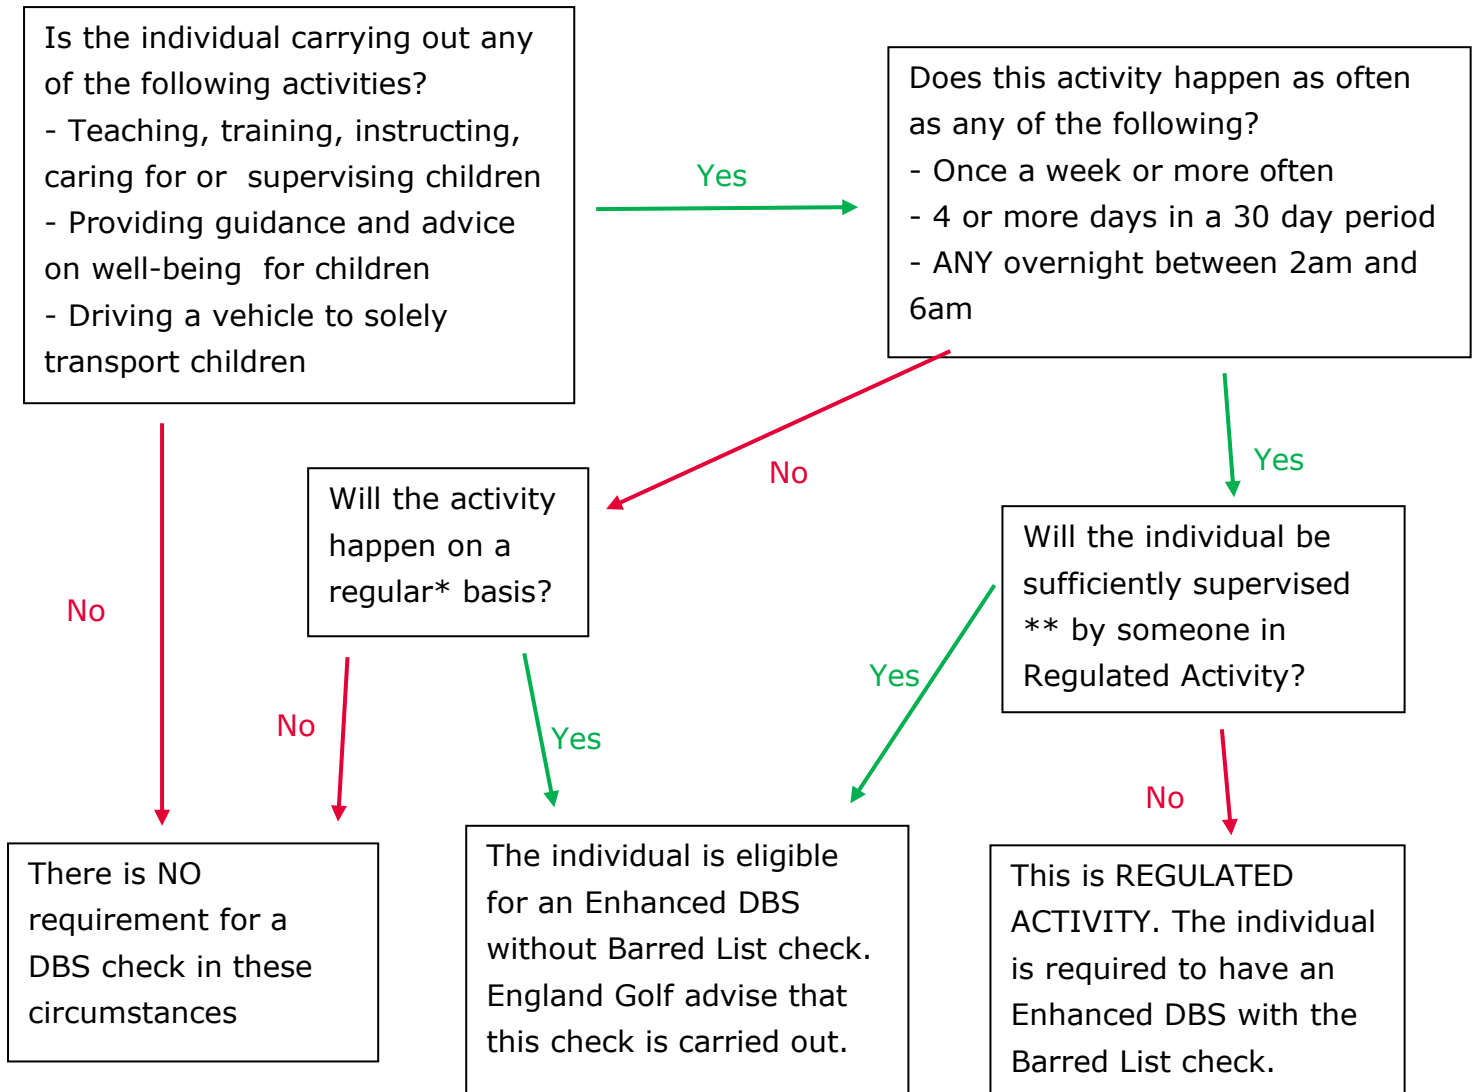 Is the individual carrying out any
of the following activities?
- Teaching, training, instructing,
caring for or supervising children
- Providing guidance and advice
on well-being for children
- Driving a vehicle to solely
transport children
Yes
Does this activity happen as often
as any of the following?
- Once a week or more often
- 4 or more days in a 30 day period
- ANY overnight between 2am and
6am
No
No
Yes
Will the activity
happen on a
regular* basis?
Will the individual be
sufficiently supervised
** by someone in
Regulated Activity?
No
Yes
Yes
No
There is NO
requirement for a
DBS check in these
circumstances
The individual is eligible
for an Enhanced DBS
without Barred List check.
England Golf advise that
this check is carried out.
This is REGULATED
ACTIVITY. The individual
is required to have an
Enhanced DBS with the
Barred List check.